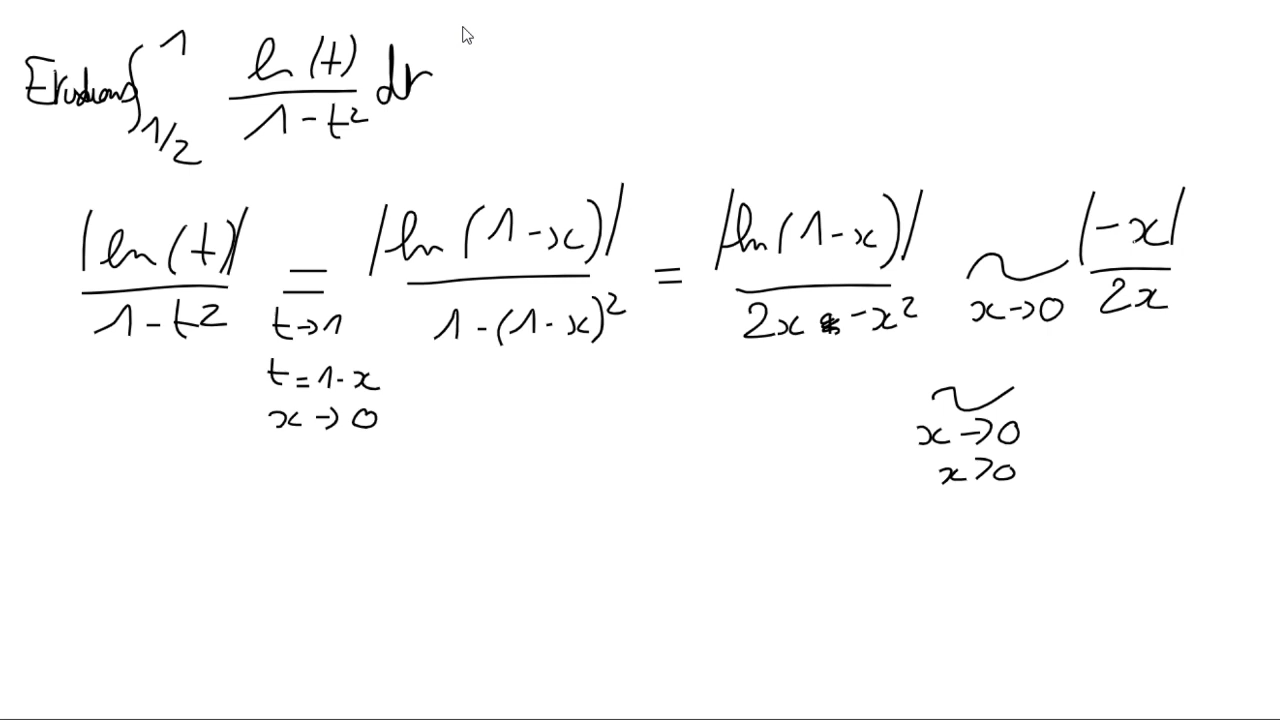 Étudions ∫_{1/2}^{1} ln(t)/(1-t²) dt
|ln(t)|/(1-t²) = |ln(1-x)|/(1-(1-x)²) = |ln(1-x)|/(2x-x²) ~ |-x|/(2x)
t→1 x→0
t=1-x
x→0
~
x→0
x>0